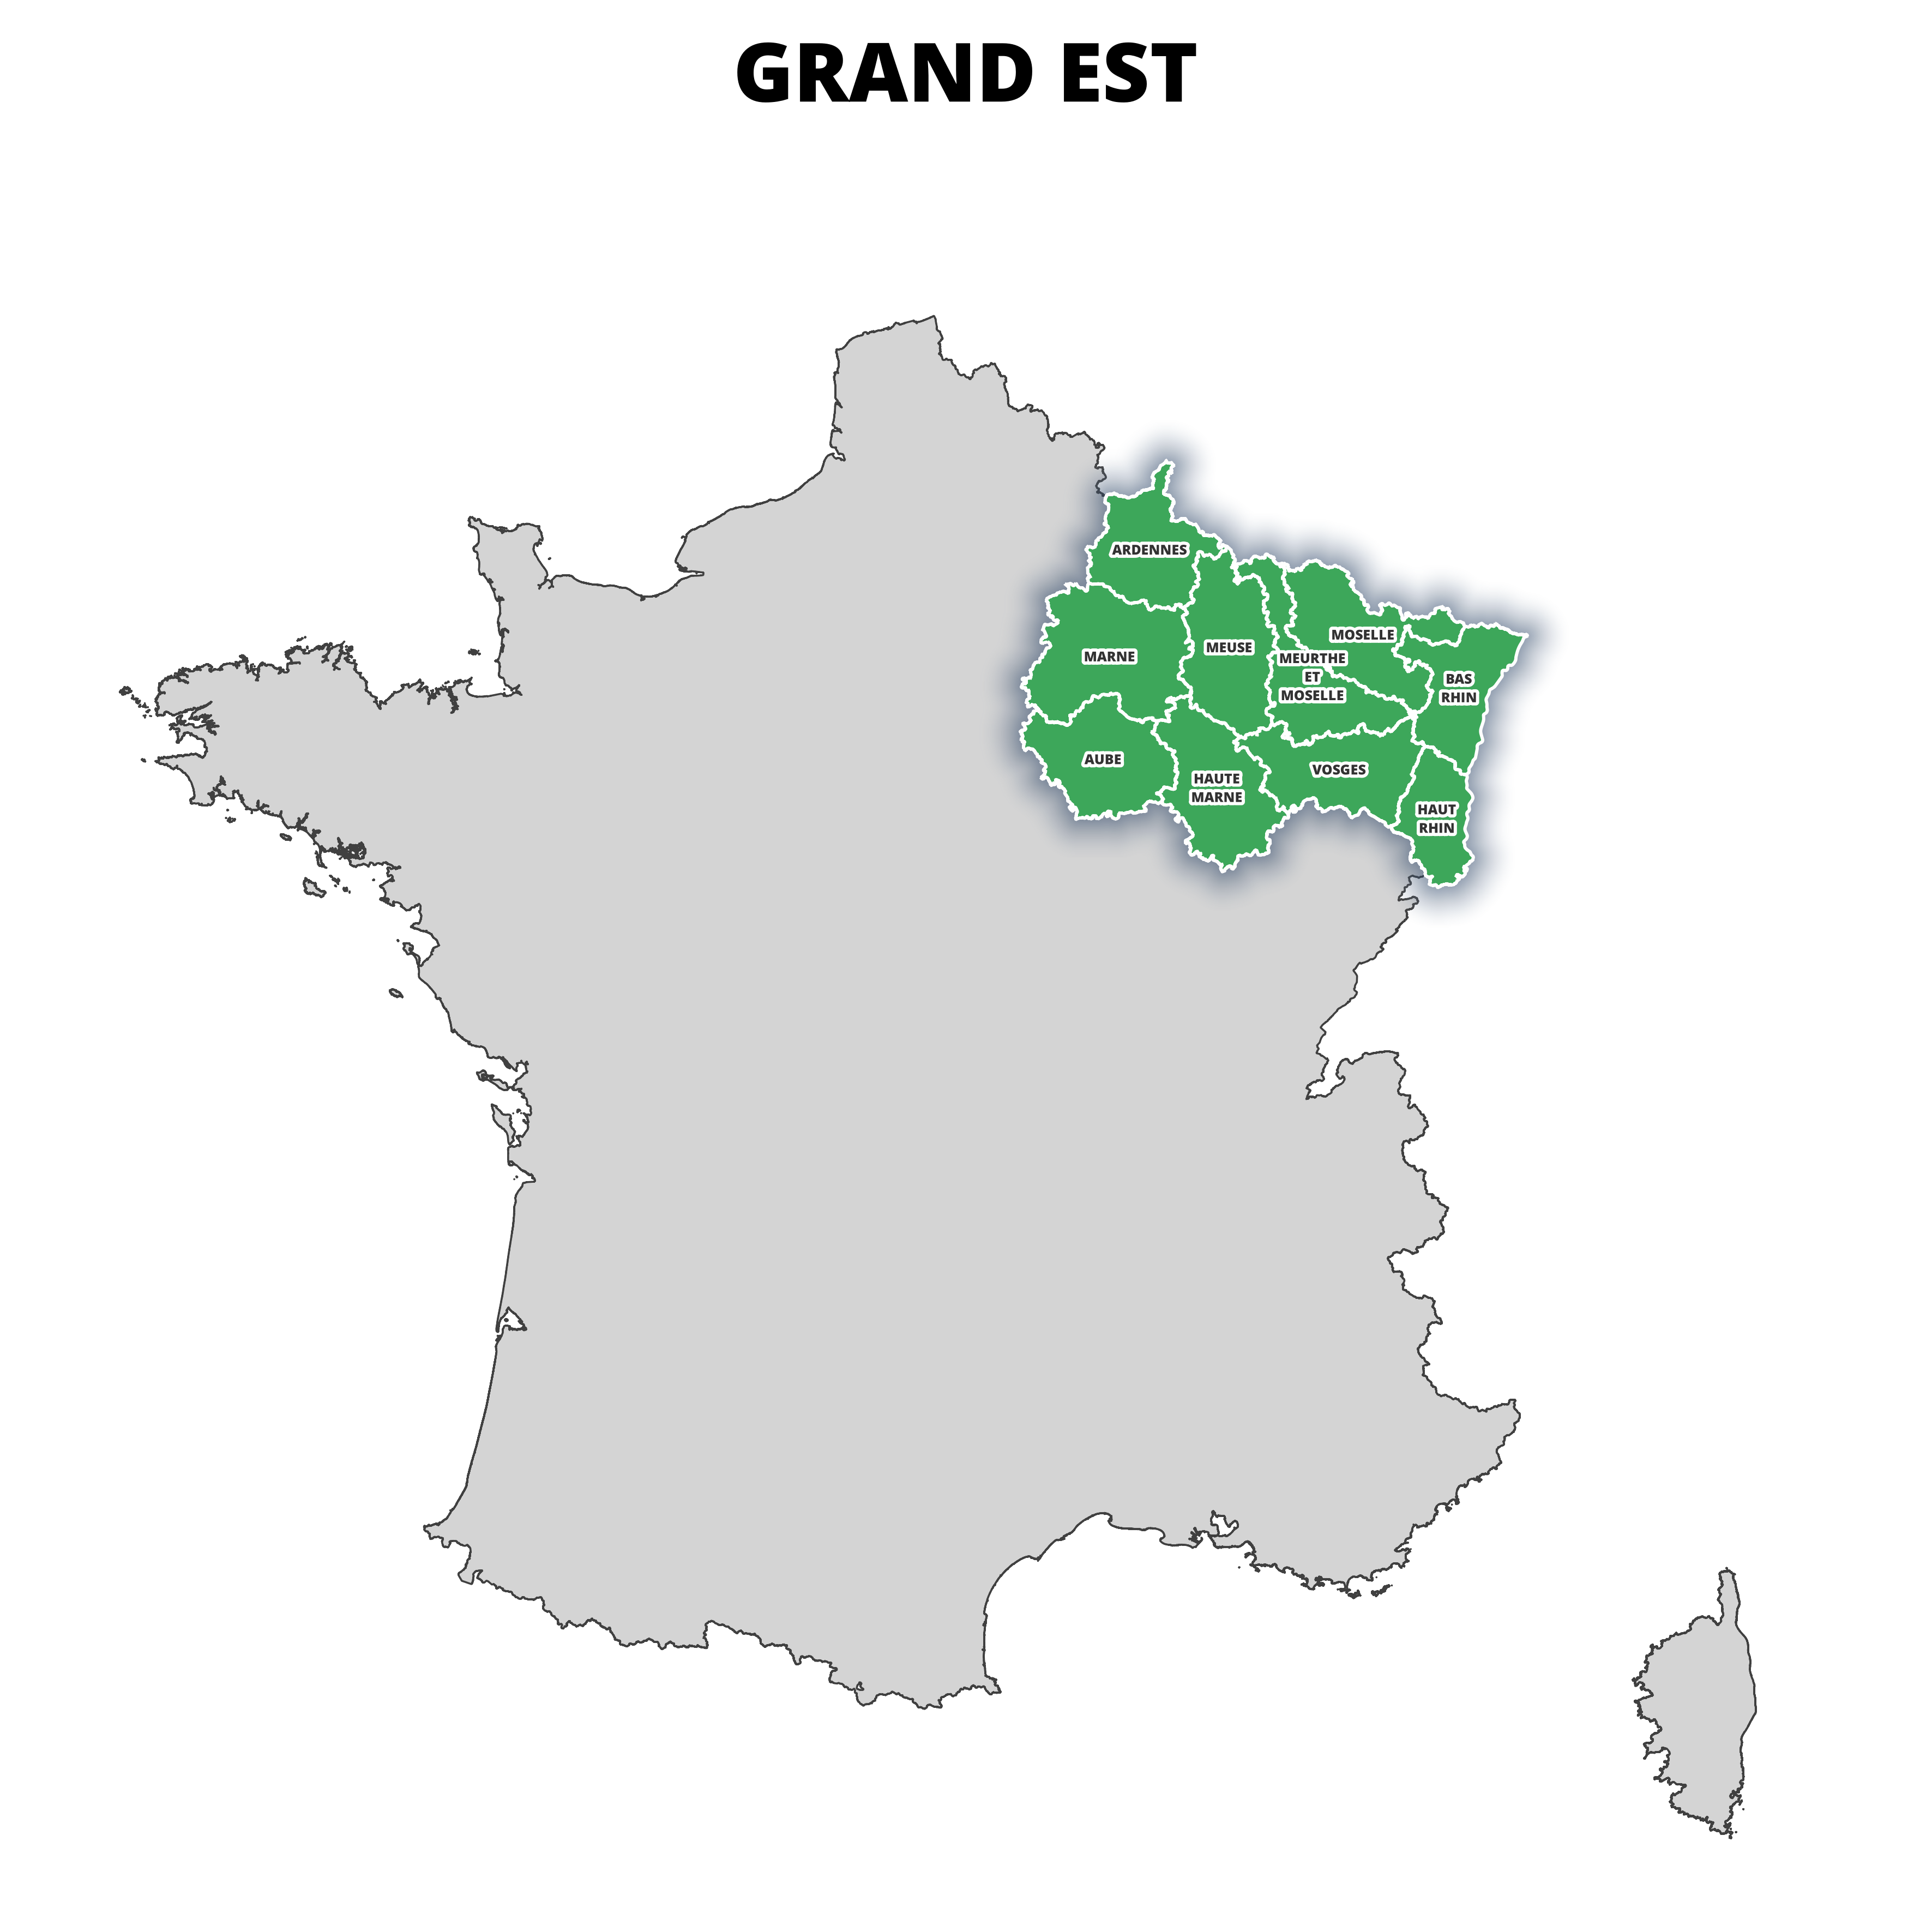 GRAND EST
ARDENNES
MOSELLE
MEUSE
MARNE
MEURTHE
ET
MOSELLE
BAS
RHIN
AUBE
VOSGES
HAUTE
MARNE
HAUT
RHIN